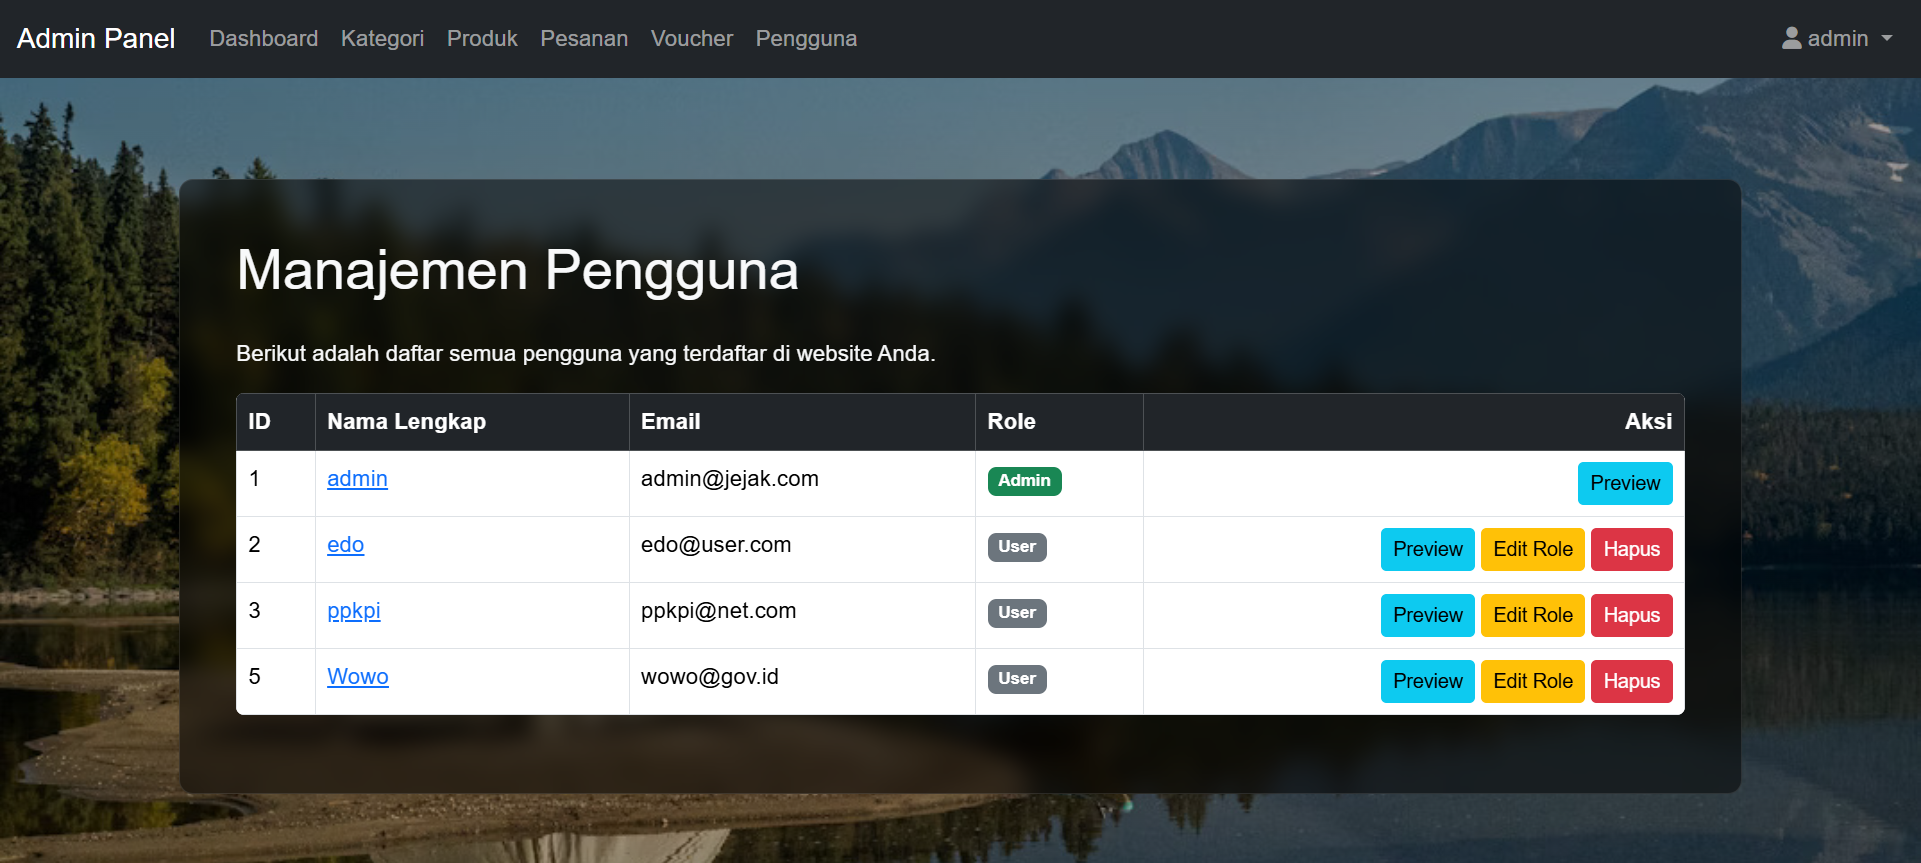 Admin Panel Dashboard Kategori Produk Pesanan Voucher Pengguna admin
Manajemen Pengguna
Berikut adalah daftar semua pengguna yang terdaftar di website Anda.
ID Nama Lengkap Email Role Aksi
1 admin admin@jejak.com Admin Preview
2 edo edo@user.com User Preview Edit Role Hapus
3 ppkpi ppkpi@net.com User Preview Edit Role Hapus
5 Wowo wowo@gov.id User Preview Edit Role Hapus